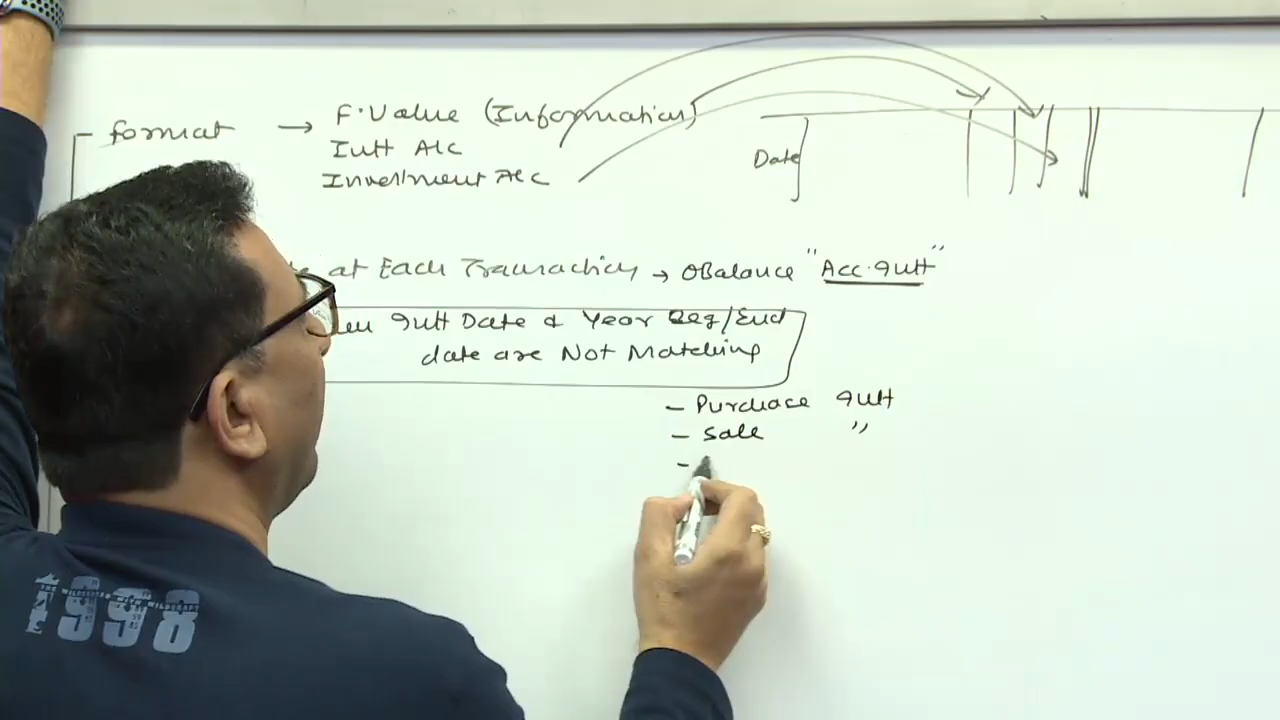 - format → F.Value (Information)
Intt A/c
Investment A/c
Date
at Each Transaction → OBalance "Acc. Intt"
Intt Date & Year Beg/End
date are Not Matching
- Purchase Intt
- Sale "
-
1998